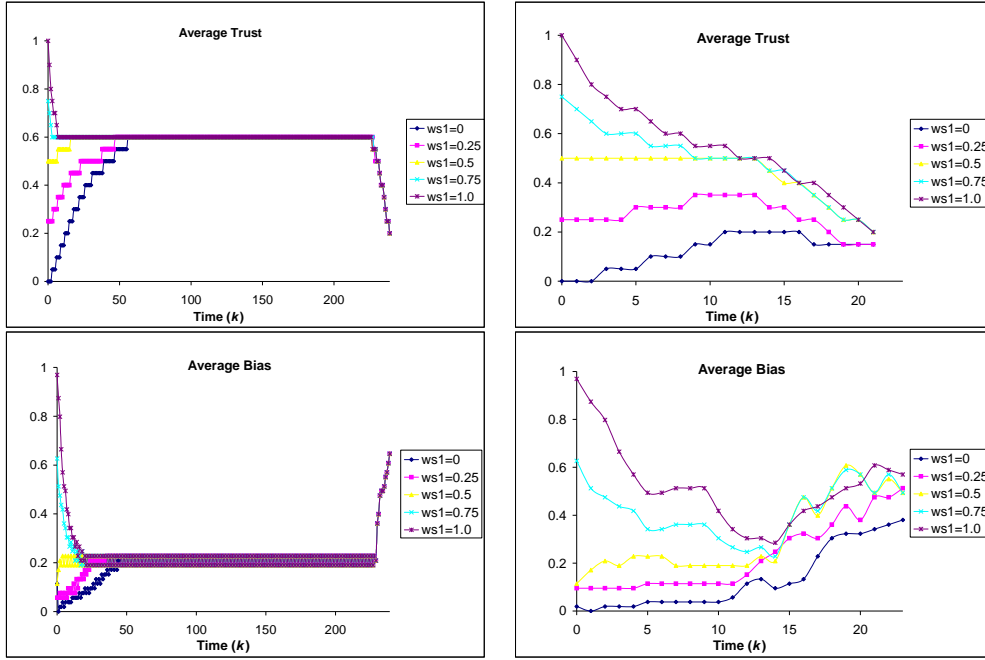 Average Trust
1
0.8
0.6
0.4
0.2
0
0 50 100 150 200
Time (k)
ws1=0
ws1=0.25
ws1=0.5
ws1=0.75
ws1=1.0
Average Trust
1
0.8
0.6
0.4
0.2
0
0 5 10 15 20
Time (k)
ws1=0
ws1=0.25
ws1=0.5
ws1=0.75
ws1=1.0
Average Bias
1
0.8
0.6
0.4
0.2
0
0 50 100 150 200
Time (k)
ws1=0
ws1=0.25
ws1=0.5
ws1=0.75
ws1=1.0
Average Bias
1
0.8
0.6
0.4
0.2
0
0 5 10 15 20
Time (k)
ws1=0
ws1=0.25
ws1=0.5
ws1=0.75
ws1=1.0